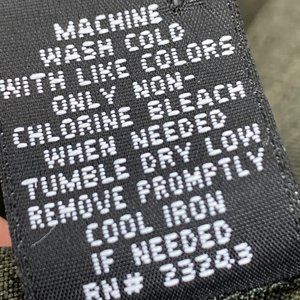 MACHINE
WASH COLD
WITH LIKE COLORS
ONLY NON-
CHLORINE BLEACH
WHEN NEEDED
TUMBLE DRY LOW
REMOVE PROMPTLY
COOL IRON
IF NEEDED
RN# 23243